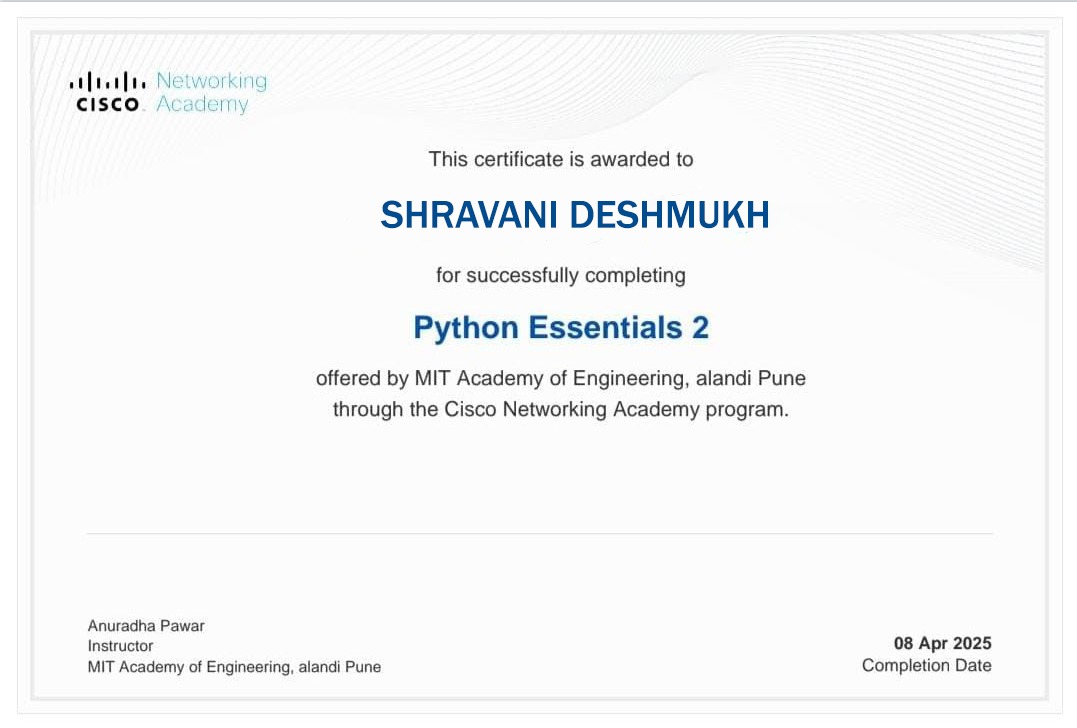 Networking
CISCO. Academy
This certificate is awarded to
SHRAVANI DESHMUKH
for successfully completing
Python Essentials 2
offered by MIT Academy of Engineering, alandi Pune
through the Cisco Networking Academy program.
Anuradha Pawar
Instructor
MIT Academy of Engineering, alandi Pune
08 Apr 2025
Completion Date